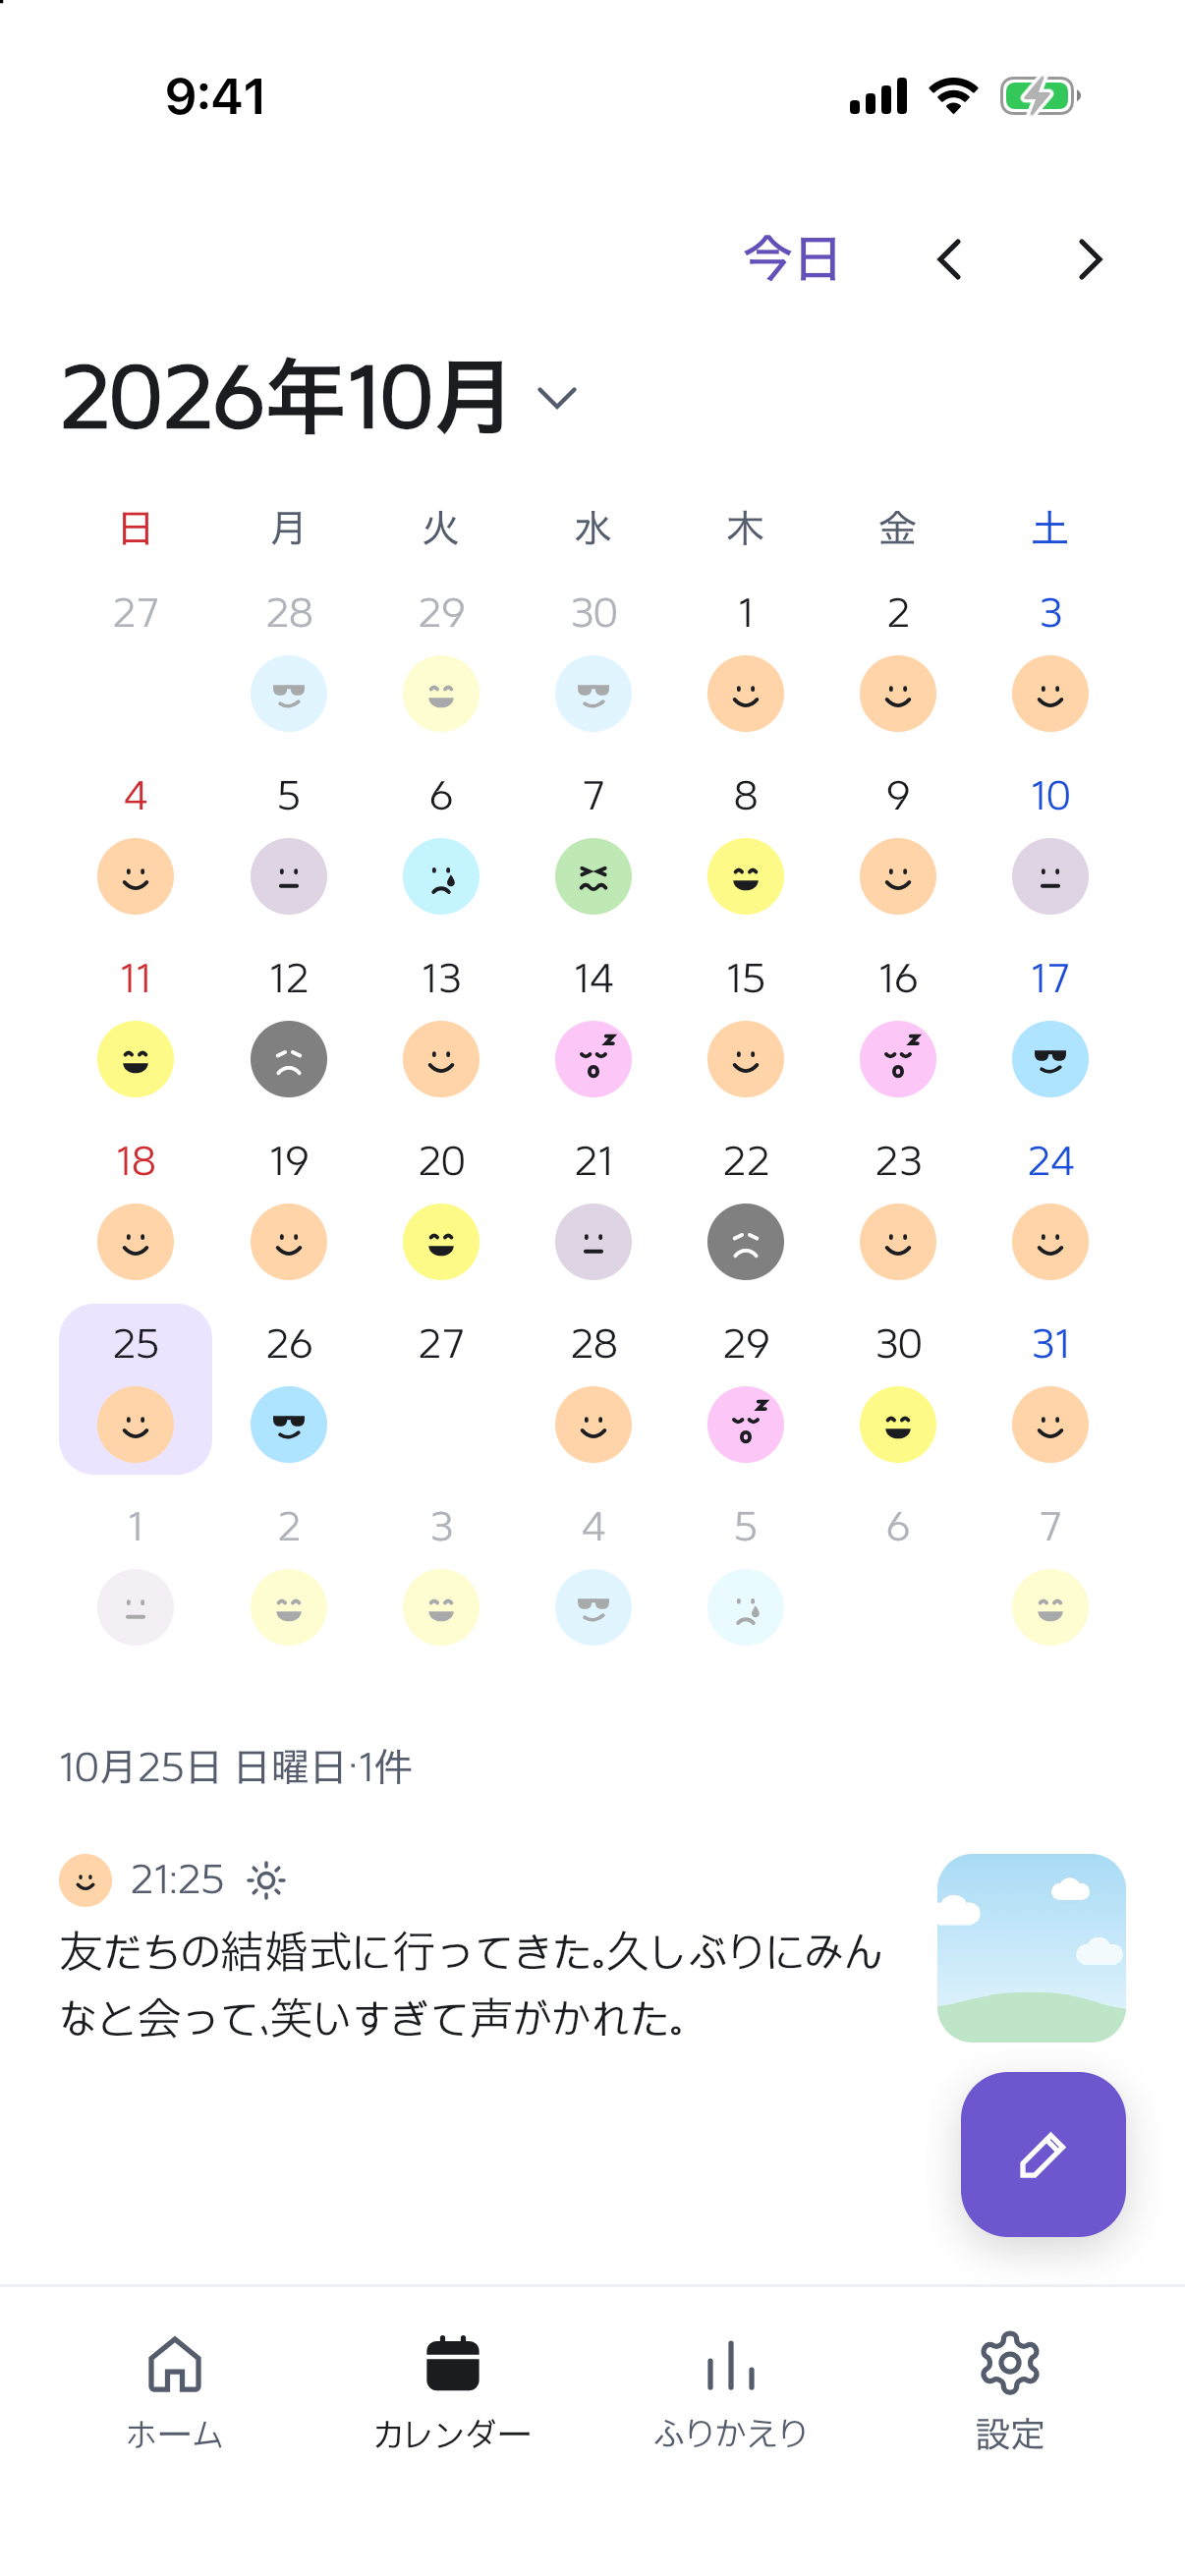 9:41
今日
2026年10月
日 月 火 水 木 金 土
27 28 29 30 1 2 3
4 5 6 7 8 9 10
11 12 13 14 15 16 17
18 19 20 21 22 23 24
25 26 27 28 29 30 31
1 2 3 4 5 6 7
10月25日 日曜日·1件
21:25
友だちの結婚式に行ってきた。久しぶりにみん
なと会って、笑いすぎて声がかれた。
ホーム カレンダー ふりかえり 設定